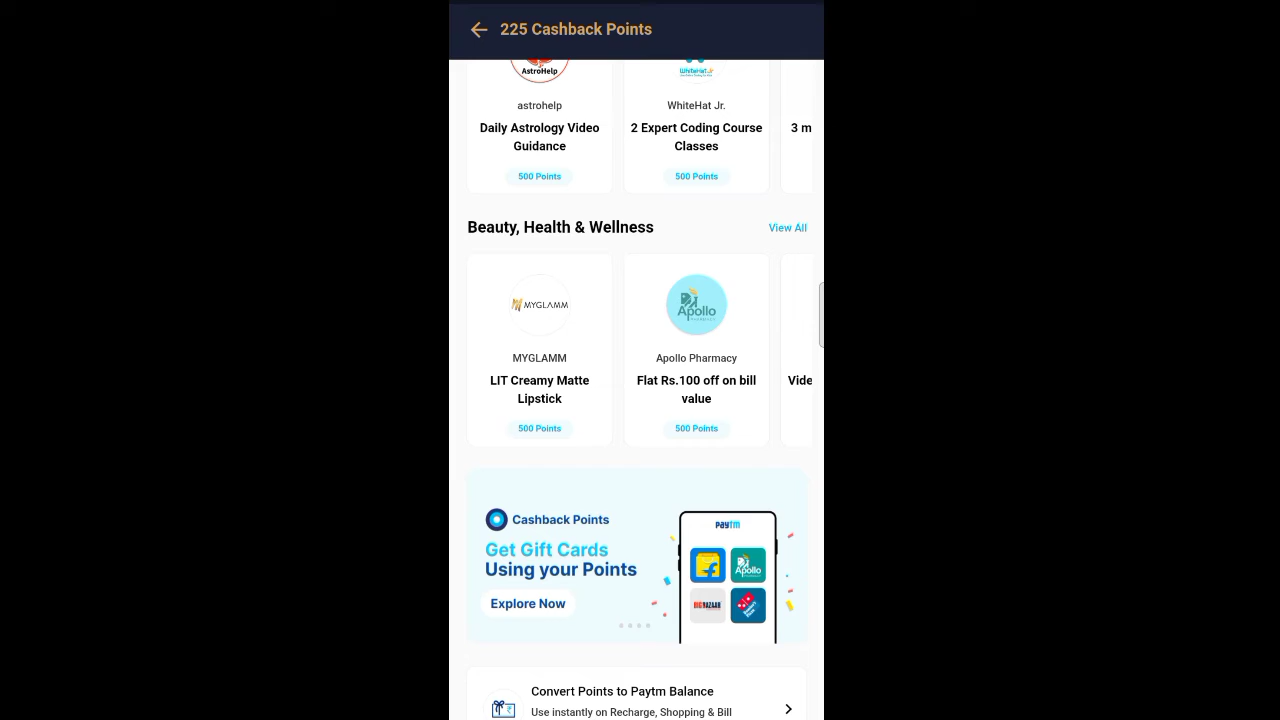 225 Cashback Points
AstroHelp
WhiteHat Jr
astrohelp
WhiteHat Jr.
Daily Astrology Video
Guidance
2 Expert Coding Course
Classes
3 m
500 Points
500 Points
Beauty, Health & Wellness
View All
MYGLAMM
Apollo
PHARMACY
MYGLAMM
Apollo Pharmacy
LIT Creamy Matte
Lipstick
Flat Rs.100 off on bill
value
Vide
500 Points
500 Points
Cashback Points
Get Gift Cards
Using your Points
Explore Now
paytm
Apollo
BIG BAZAAR
Convert Points to Paytm Balance
Use instantly on Recharge, Shopping & Bill